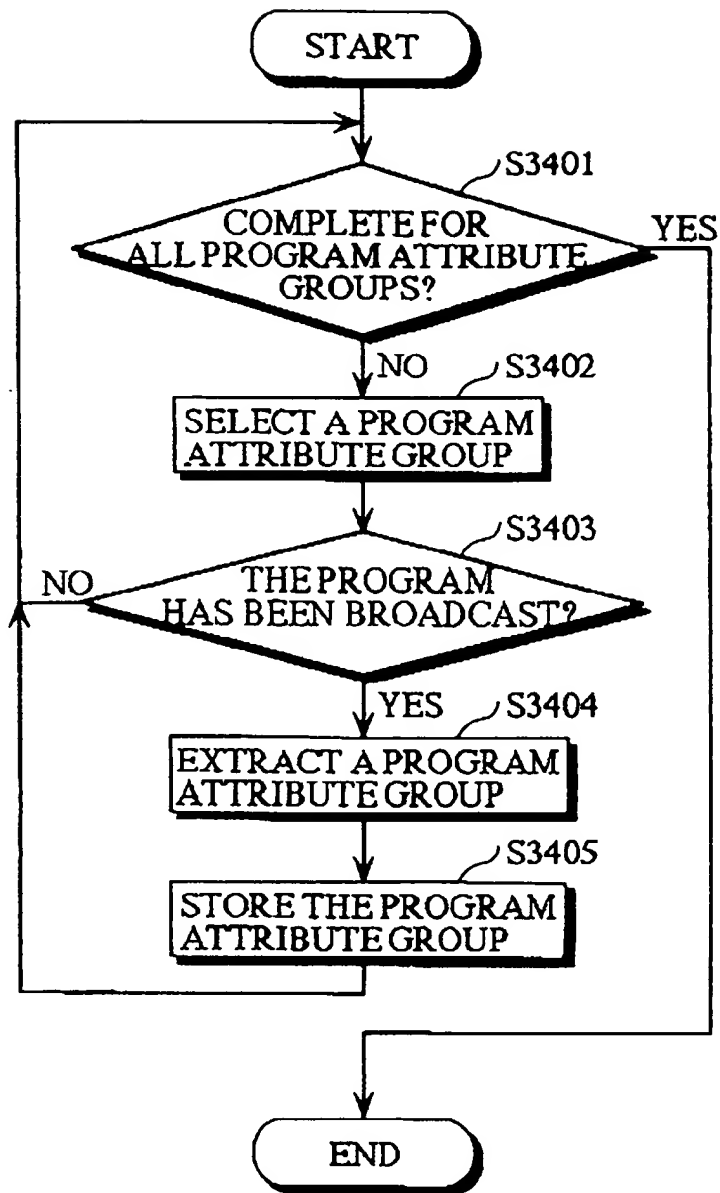 START
S3401
COMPLETE FOR
ALL PROGRAM ATTRIBUTE
GROUPS?
YES
NO
S3402
SELECT A PROGRAM
ATTRIBUTE GROUP
S3403
NO
THE PROGRAM
HAS BEEN BROADCAST?
YES
S3404
EXTRACT A PROGRAM
ATTRIBUTE GROUP
S3405
STORE THE PROGRAM
ATTRIBUTE GROUP
END